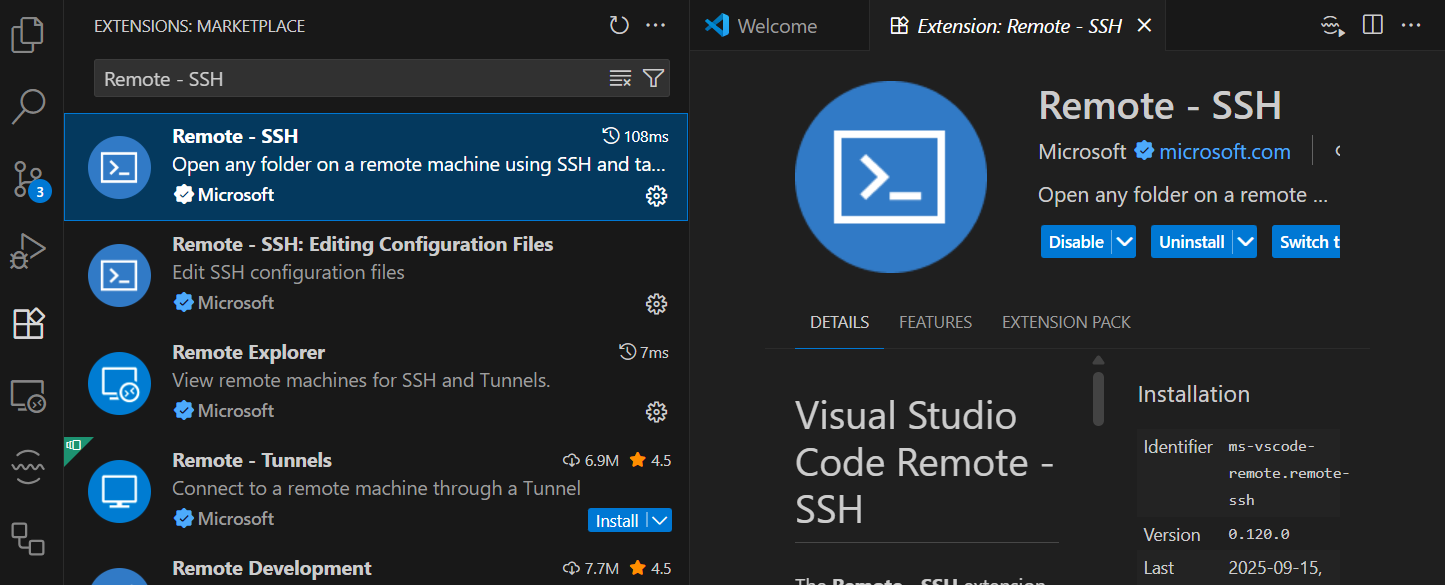 EXTENSIONS: MARKETPLACE
Remote - SSH
Remote - SSH
108ms
Open any folder on a remote machine using SSH and ta...
Microsoft
Remote - SSH: Editing Configuration Files
Edit SSH configuration files
Microsoft
Remote Explorer
7ms
View remote machines for SSH and Tunnels.
Microsoft
Remote - Tunnels
6.9M 4.5
Connect to a remote machine through a Tunnel
Microsoft
Install
Remote Development
7.7M 4.5
3
Welcome
Extension: Remote - SSH
Remote - SSH
Microsoft microsoft.com
Open any folder on a remote ...
Disable Uninstall Switch t
DETAILS FEATURES EXTENSION PACK
Visual Studio
Code Remote -
SSH
The Remote - SSH extension
Installation
Identifier ms-vscode-
remote.remote-
ssh
Version 0.120.0
Last 2025-09-15,